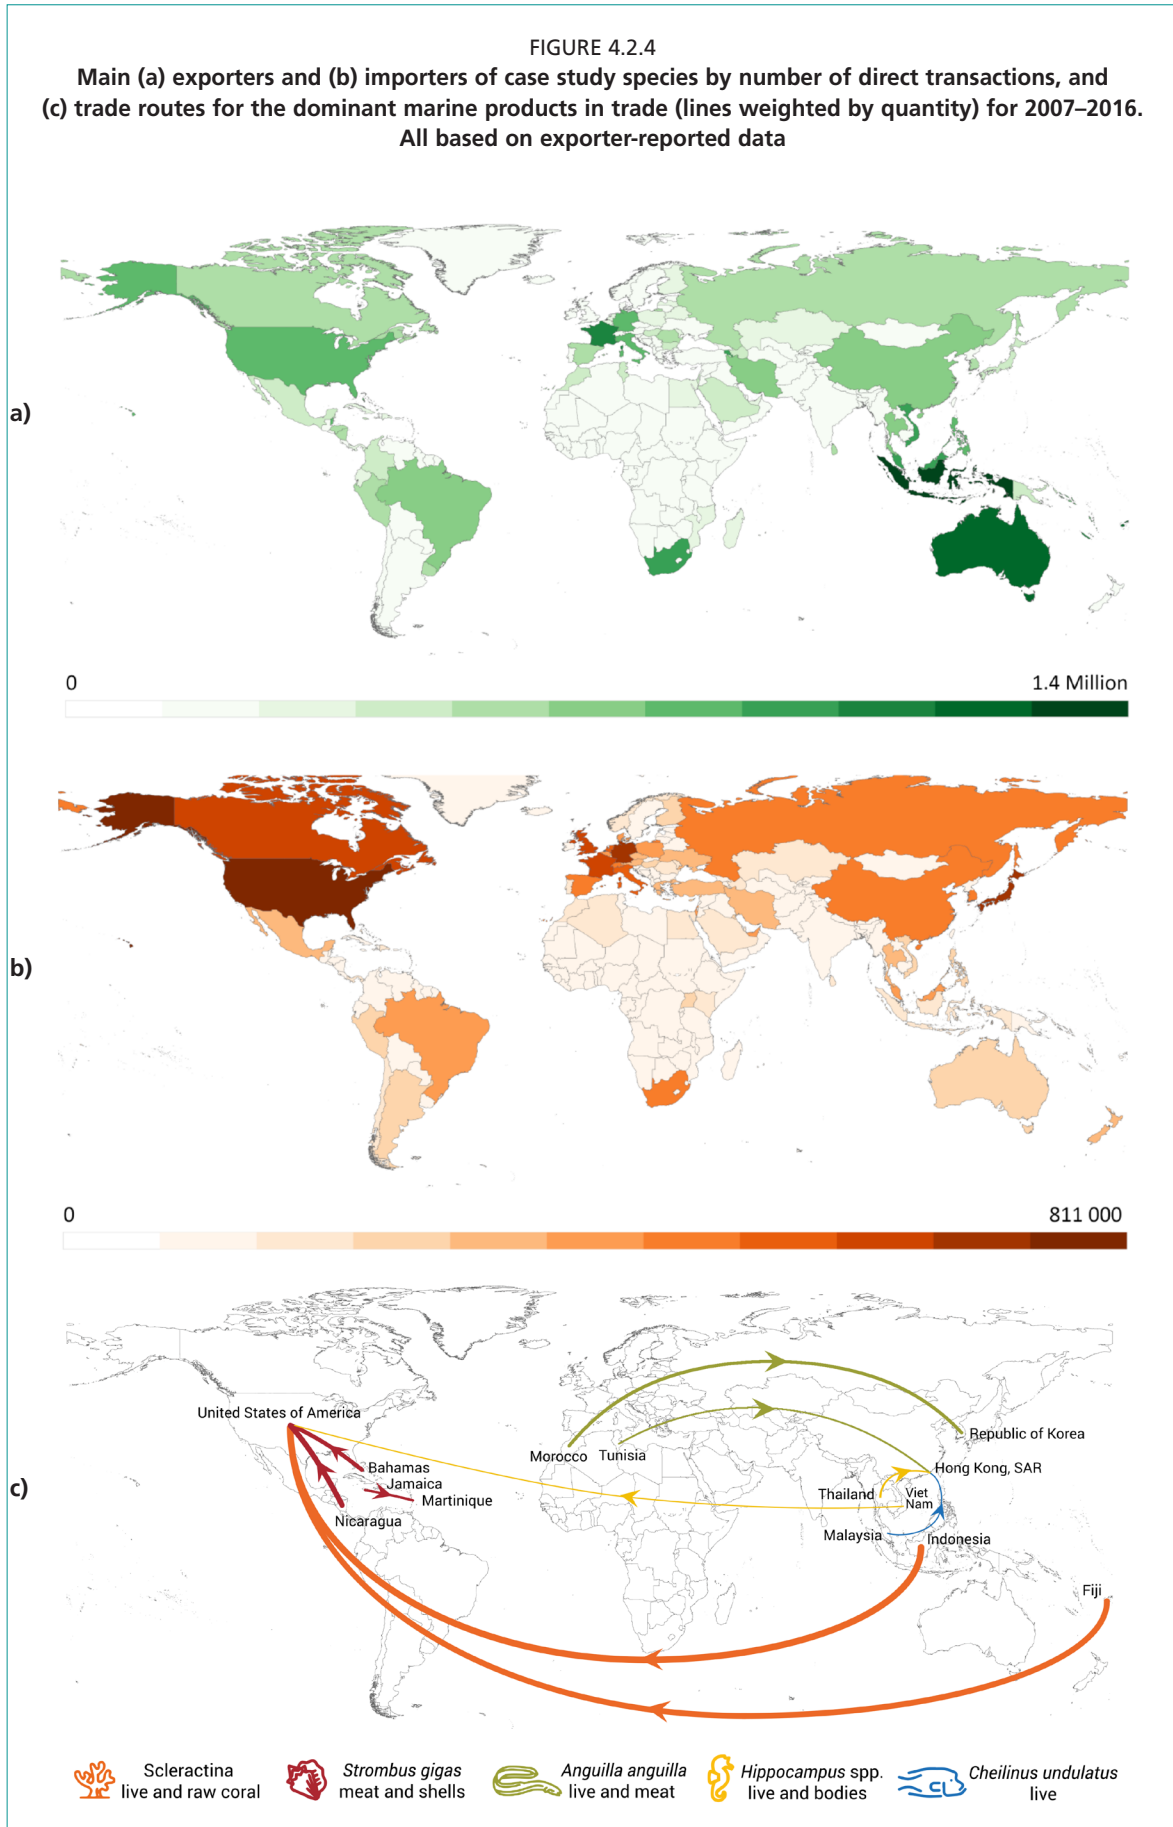 FIGURE 4.2.4
Main (a) exporters and (b) importers of case study species by number of direct transactions, and
(c) trade routes for the dominant marine products in trade (lines weighted by quantity) for 2007–2016.
All based on exporter-reported data
a)
0
1.4 Million
b)
0
811 000
c)
United States of America
Bahamas
Jamaica
Martinique
Nicaragua
Morocco
Tunisia
Republic of Korea
Hong Kong, SAR
Thailand
Viet
Nam
Malaysia
Indonesia
Fiji
Scleractina
live and raw coral
Strombus gigas
meat and shells
Anguilla anguilla
live and meat
Hippocampus spp.
live and bodies
Cheilinus undulatus
live